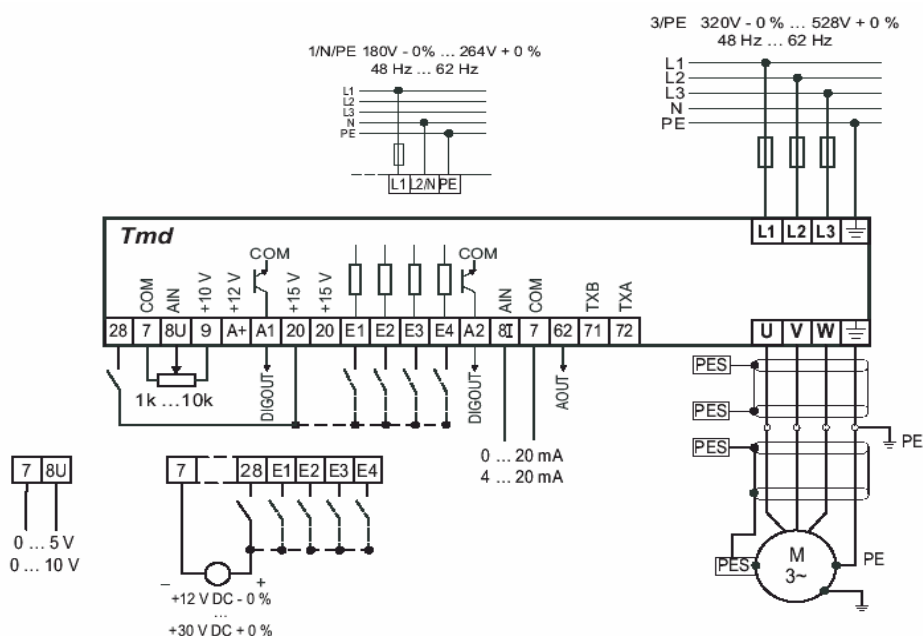 3/PE 320V - 0 % ... 528V + 0 %
48 Hz ... 62 Hz
1/N/PE 180V - 0% ... 264V + 0 %
48 Hz ... 62 Hz
L1
L2
L3
N
PE
L1
L2
L3
N
PE
L1 L2/N PE
Tmd
L1 L2 L3
COM
COM
COM
AIN
+10 V
+12 V
+15 V
+15 V
AIN
COM
TXB
TXA
28 7 8U 9 A+ A1 20 20 E1 E2 E3 E4 A2 8I 7 62 71 72
U V W
1k ...10k
DIGOUT
DIGOUT
AOUT
0 ... 20 mA
4 ... 20 mA
PES
PES
PES
PE
7 8U
0 ... 5 V
0 ... 10 V
7 28 E1 E2 E3 E4
– +
+12 V DC - 0 %
...
+30 V DC + 0 %
PES
M
3~
PE